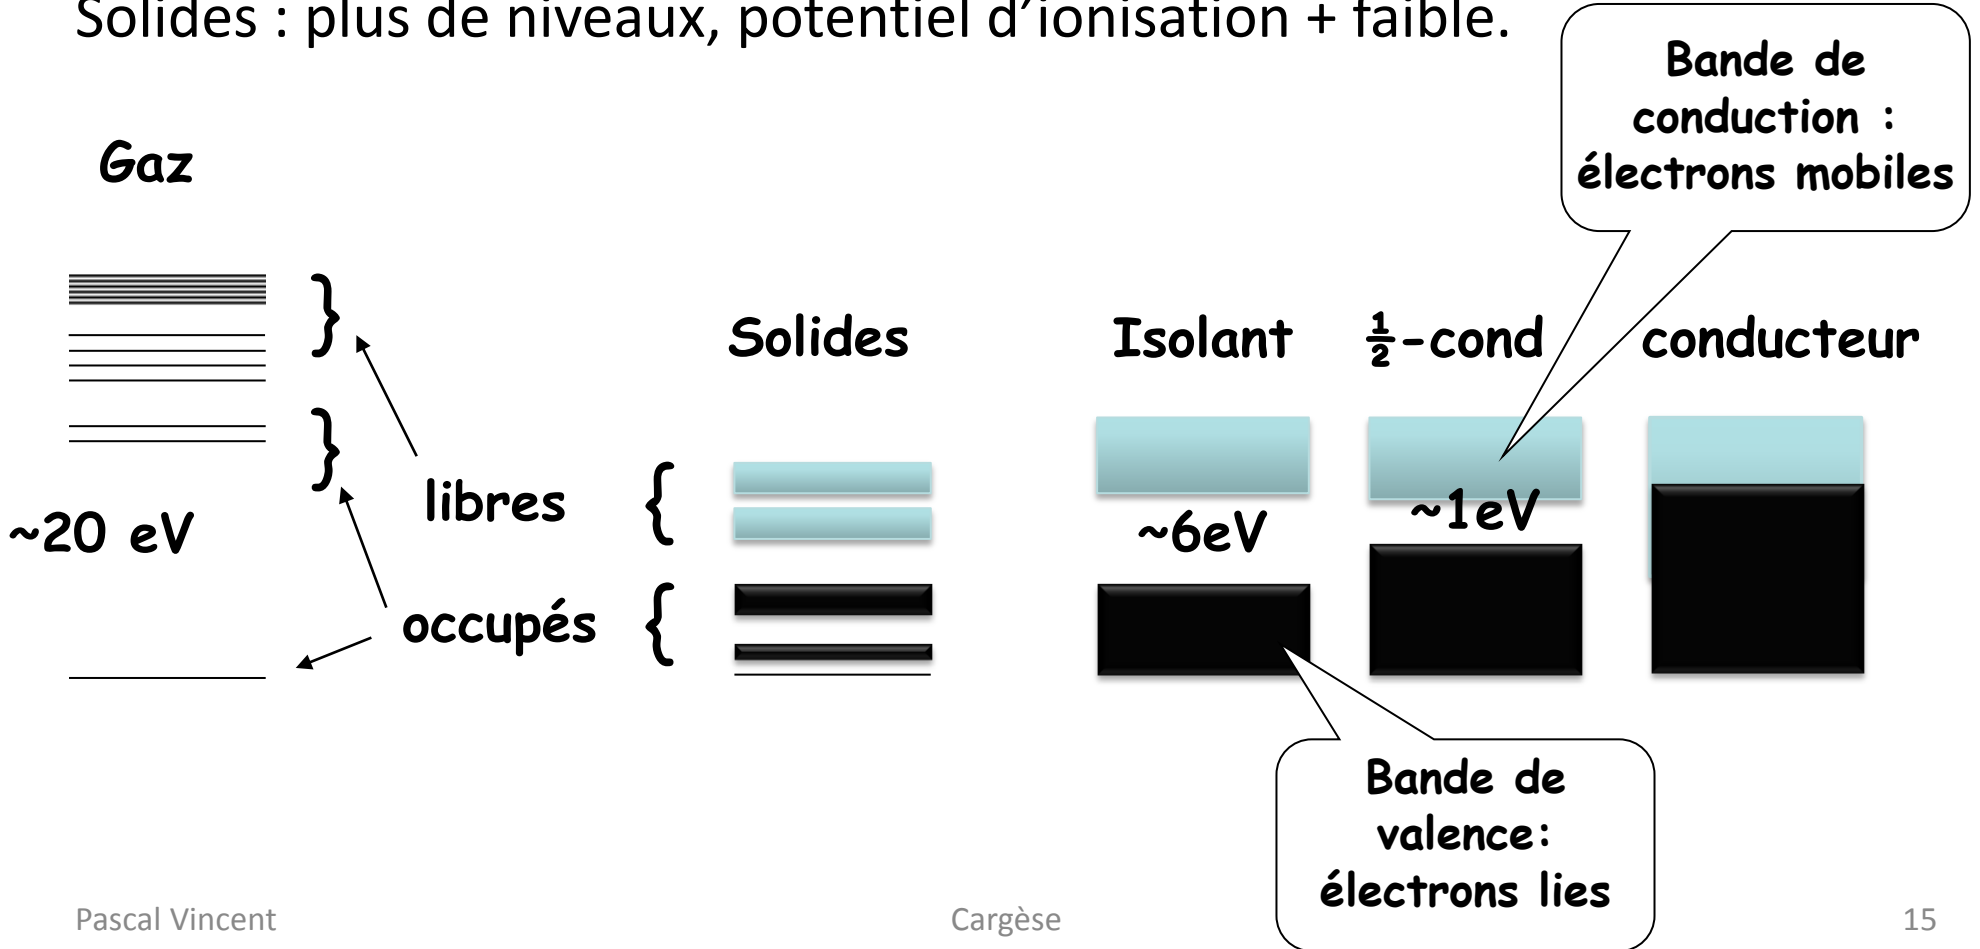 Solides : plus de niveaux, potentiel d'ionisation + faible.
Bande de
conduction :
électrons mobiles
Gaz
Solides
Isolant
½-cond
conducteur
libres
~20 eV
~6eV
~1eV
occupés
Bande de
valence:
électrons lies
Pascal Vincent
Cargèse
15